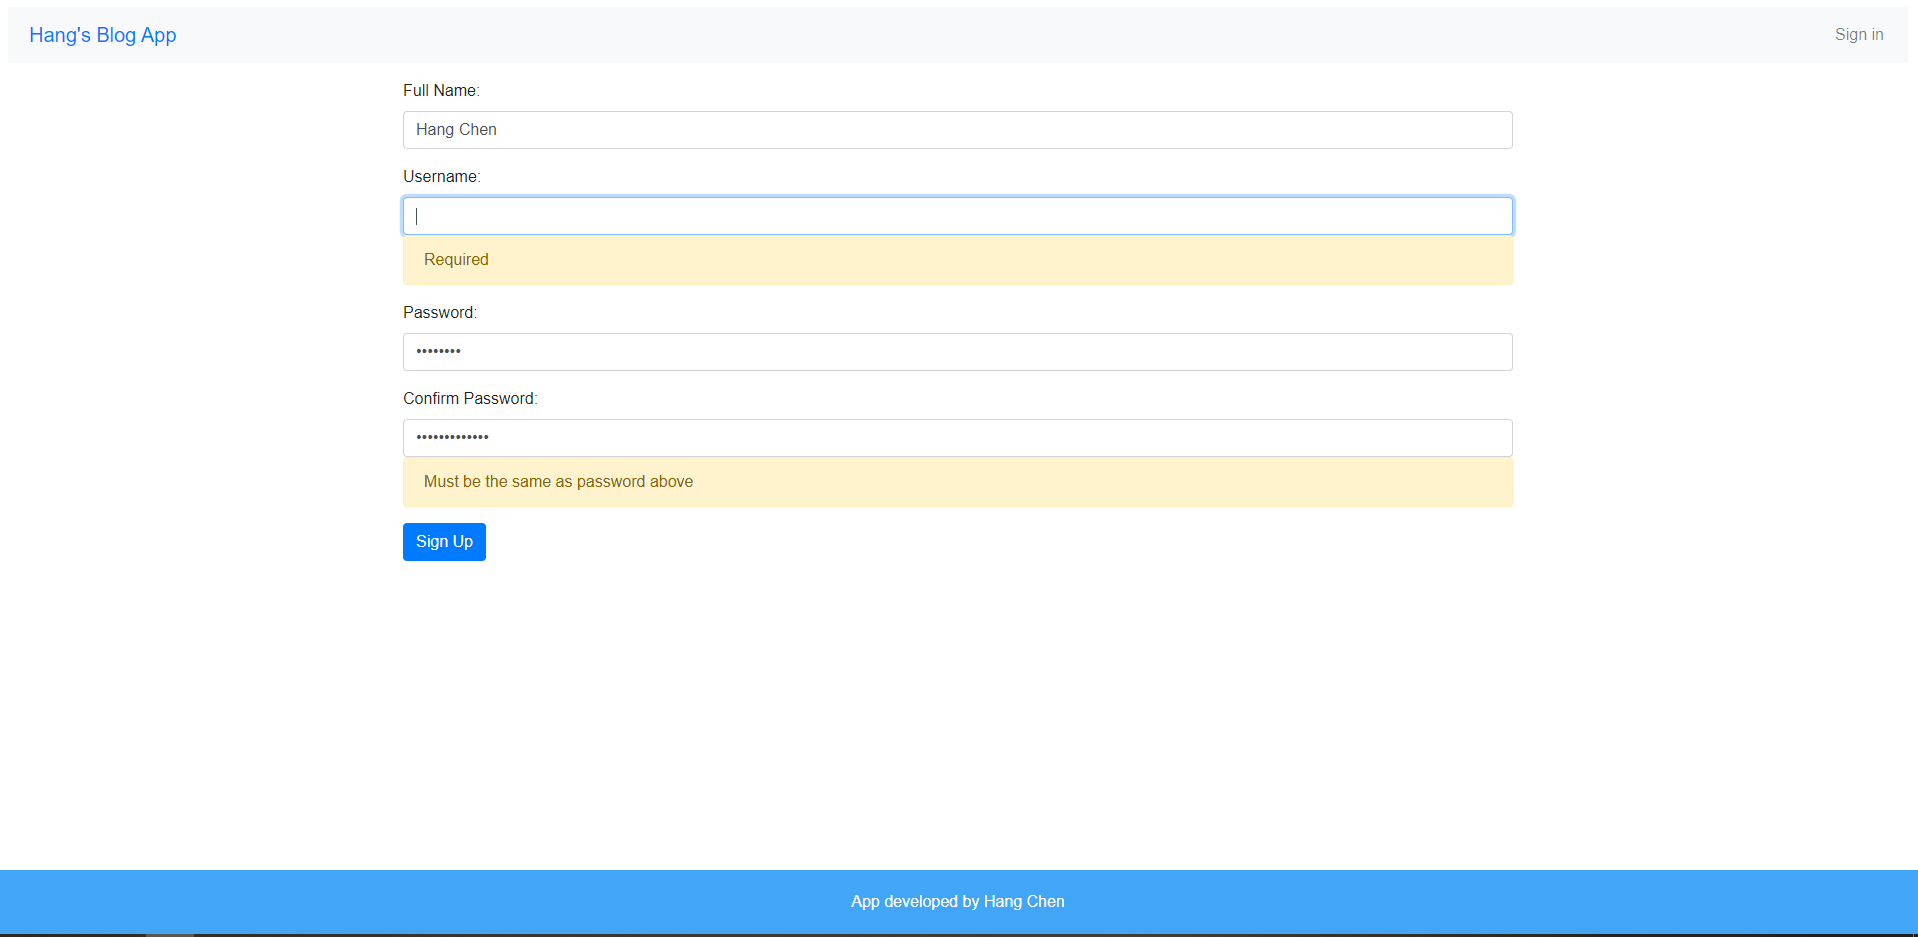 Hang's Blog App
Sign in
Full Name:
Hang Chen
Username:
Required
Password:
••••••••
Confirm Password:
•••••••••••••
Must be the same as password above
Sign Up
App developed by Hang Chen